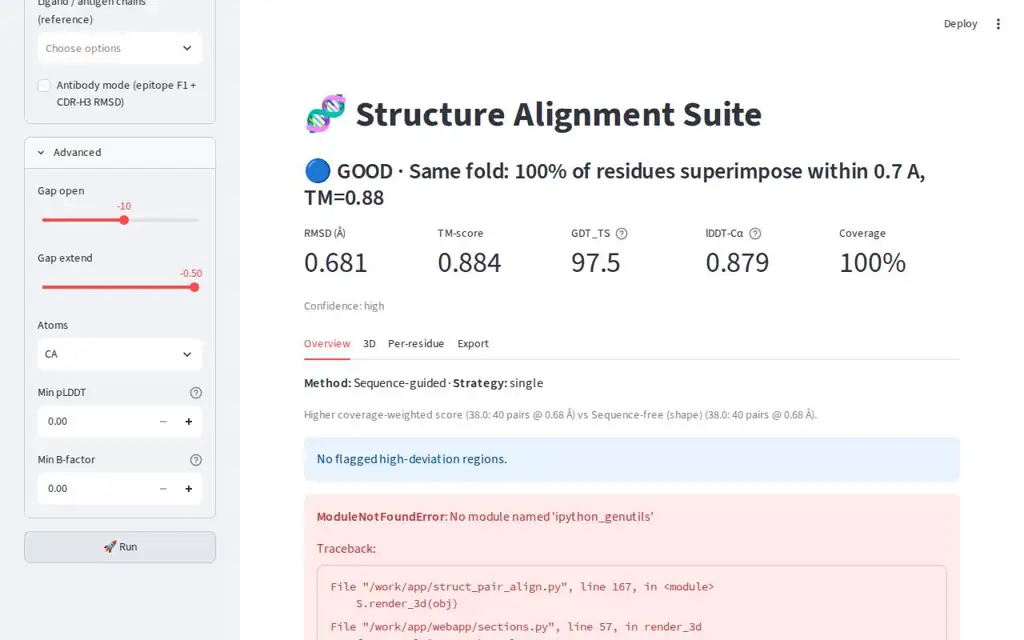 Ligand / antigen chains
(reference)
Choose options
Antibody mode (epitope F1 +
CDR-H3 RMSD)
Advanced
Gap open
-10
Gap extend
-0.50
Atoms
CA
Min pLDDT
0.00
Min B-factor
0.00
🚀 Run
Deploy
🧬 Structure Alignment Suite
🔵 GOOD · Same fold: 100% of residues superimpose within 0.7 A,
TM=0.88
RMSD (Å) TM-score GDT_TS lDDT-Cα Coverage
0.681 0.884 97.5 0.879 100%
Confidence: high
Overview 3D Per-residue Export
Method: Sequence-guided · Strategy: single
Higher coverage-weighted score (38.0: 40 pairs @ 0.68 Å) vs Sequence-free (shape) (38.0: 40 pairs @ 0.68 Å).
No flagged high-deviation regions.
ModuleNotFoundError: No module named 'ipython_genutils'
Traceback:
File "/work/app/struct_pair_align.py", line 167, in <module>
S.render_3d(obj)
File "/work/app/webapp/sections.py", line 57, in render_3d